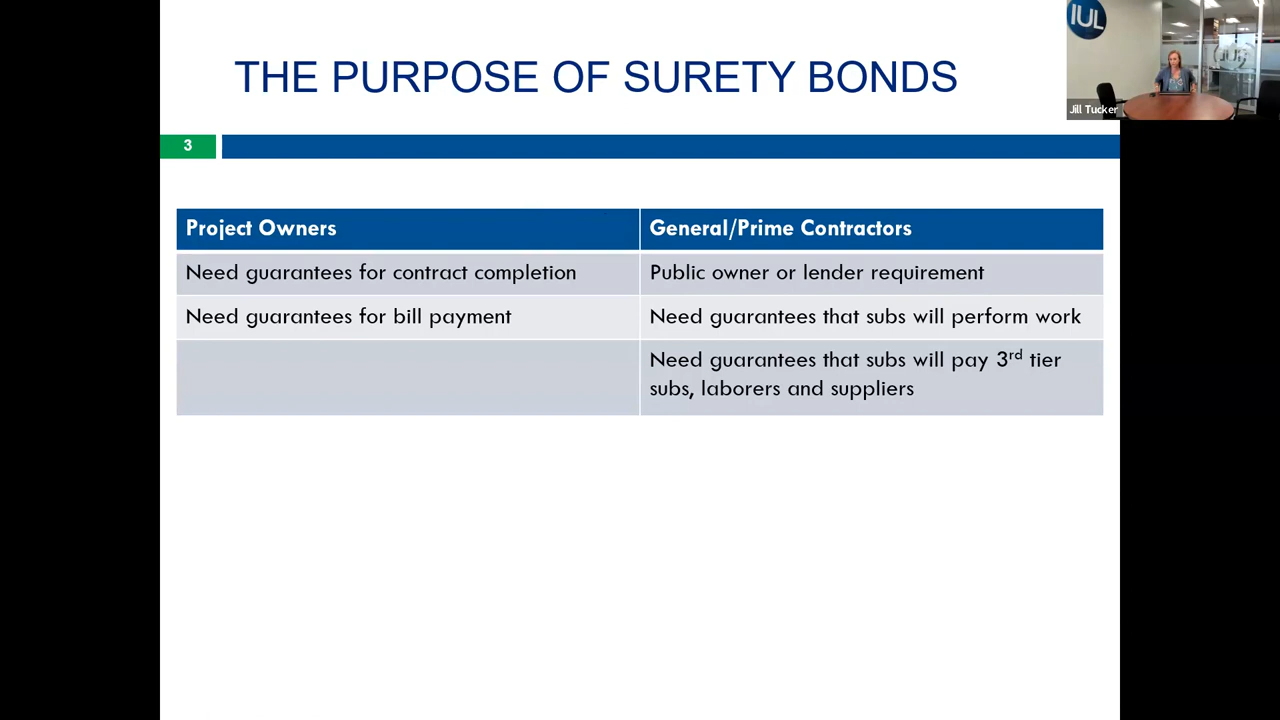 THE PURPOSE OF SURETY BONDS
IUL
Jill Tucker
3
Project Owners
General/Prime Contractors
Need guarantees for contract completion
Public owner or lender requirement
Need guarantees for bill payment
Need guarantees that subs will perform work
Need guarantees that subs will pay 3rd tier
subs, laborers and suppliers